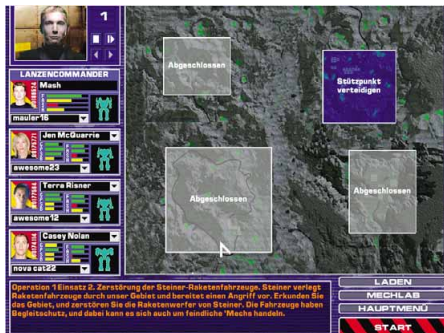 1
Abgeschlossen
Stützpunkt
verteidigen
Abgeschlossen
Abgeschlossen
LANZENCOMMANDER
Mash
mauler16
Jen McQuarrie
awesome23
Terra Risner
awesome12
Casey Nolan
nova cat22
Operation 1 Einsatz 2. Zerstörung der Steiner-Raketenfahrzeuge. Steiner verlegt
Raketenfahrzeuge durch unser Gebiet und bereitet einen Angriff vor. Erkunden Sie
das Gebiet, und zerstören Sie die Raketenwerfer von Steiner. Die Fahrzeuge haben
Begleitschutz, und dabei kann es sich auch um feindliche 'Mechs handeln.
LADEN
MECHLAB
HAUPTMENÜ
START